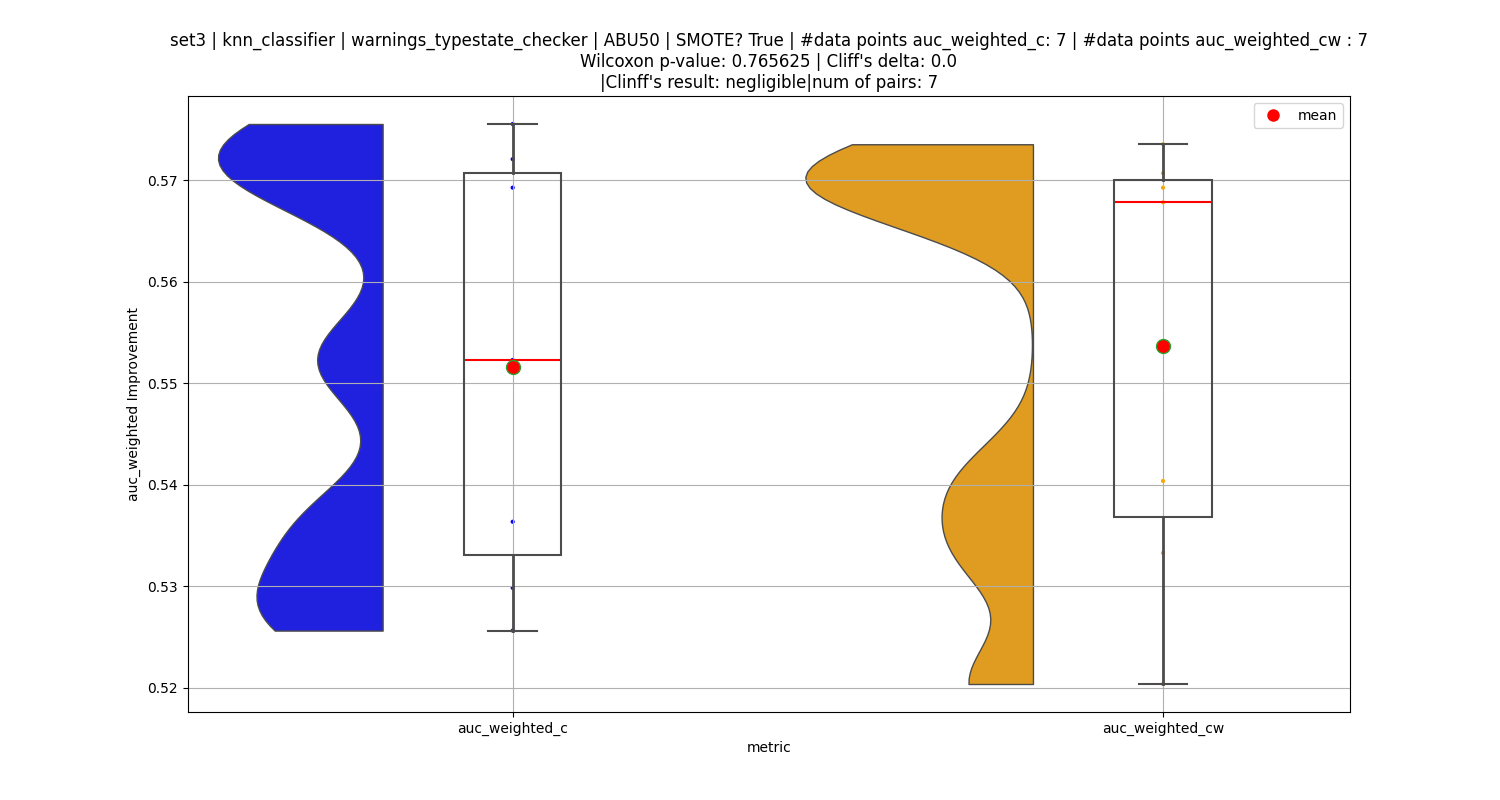 set3 | knn_classifier | warnings_typestate_checker | ABU50 | SMOTE? True | #data points auc_weighted_c: 7 | #data points auc_weighted_cw : 7
Wilcoxon p-value: 0.765625 | Cliff's delta: 0.0
|Clinff's result: negligible|num of pairs: 7
mean
0.57
0.56
0.55
0.54
0.53
0.52
auc_weighted Improvement
auc_weighted_c
auc_weighted_cw
metric